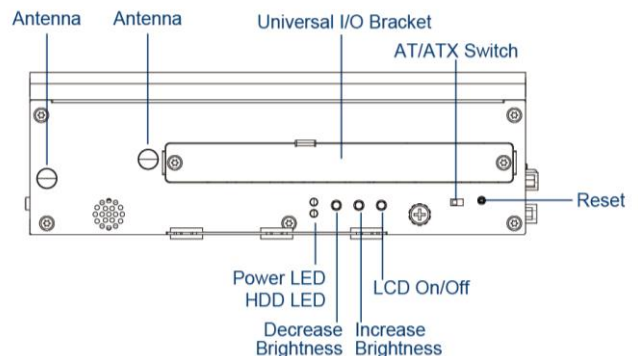 Antenna
Antenna
Universal I/O Bracket
AT/ATX Switch
Reset
Power LED
HDD LED
LCD On/Off
Decrease
Brightness
Increase
Brightness